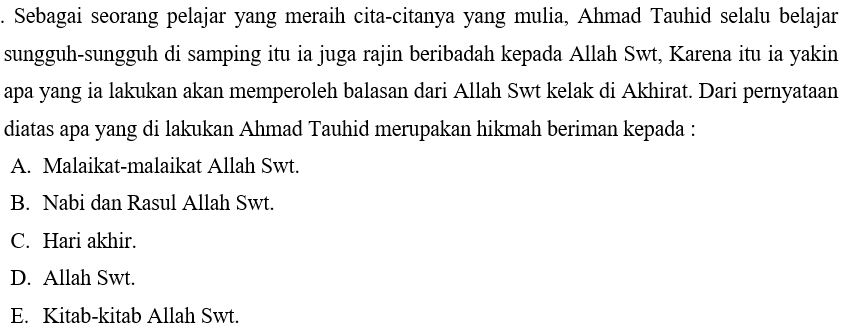 . Sebagai seorang pelajar yang meraih cita-citanya yang mulia, Ahmad Tauhid selalu belajar
sungguh-sungguh di samping itu ia juga rajin beribadah kepada Allah Swt, Karena itu ia yakin
apa yang ia lakukan akan memperoleh balasan dari Allah Swt kelak di Akhirat. Dari pernyataan
diatas apa yang di lakukan Ahmad Tauhid merupakan hikmah beriman kepada :
A. Malaikat-malaikat Allah Swt.
B. Nabi dan Rasul Allah Swt.
C. Hari akhir.
D. Allah Swt.
E. Kitab-kitab Allah Swt.